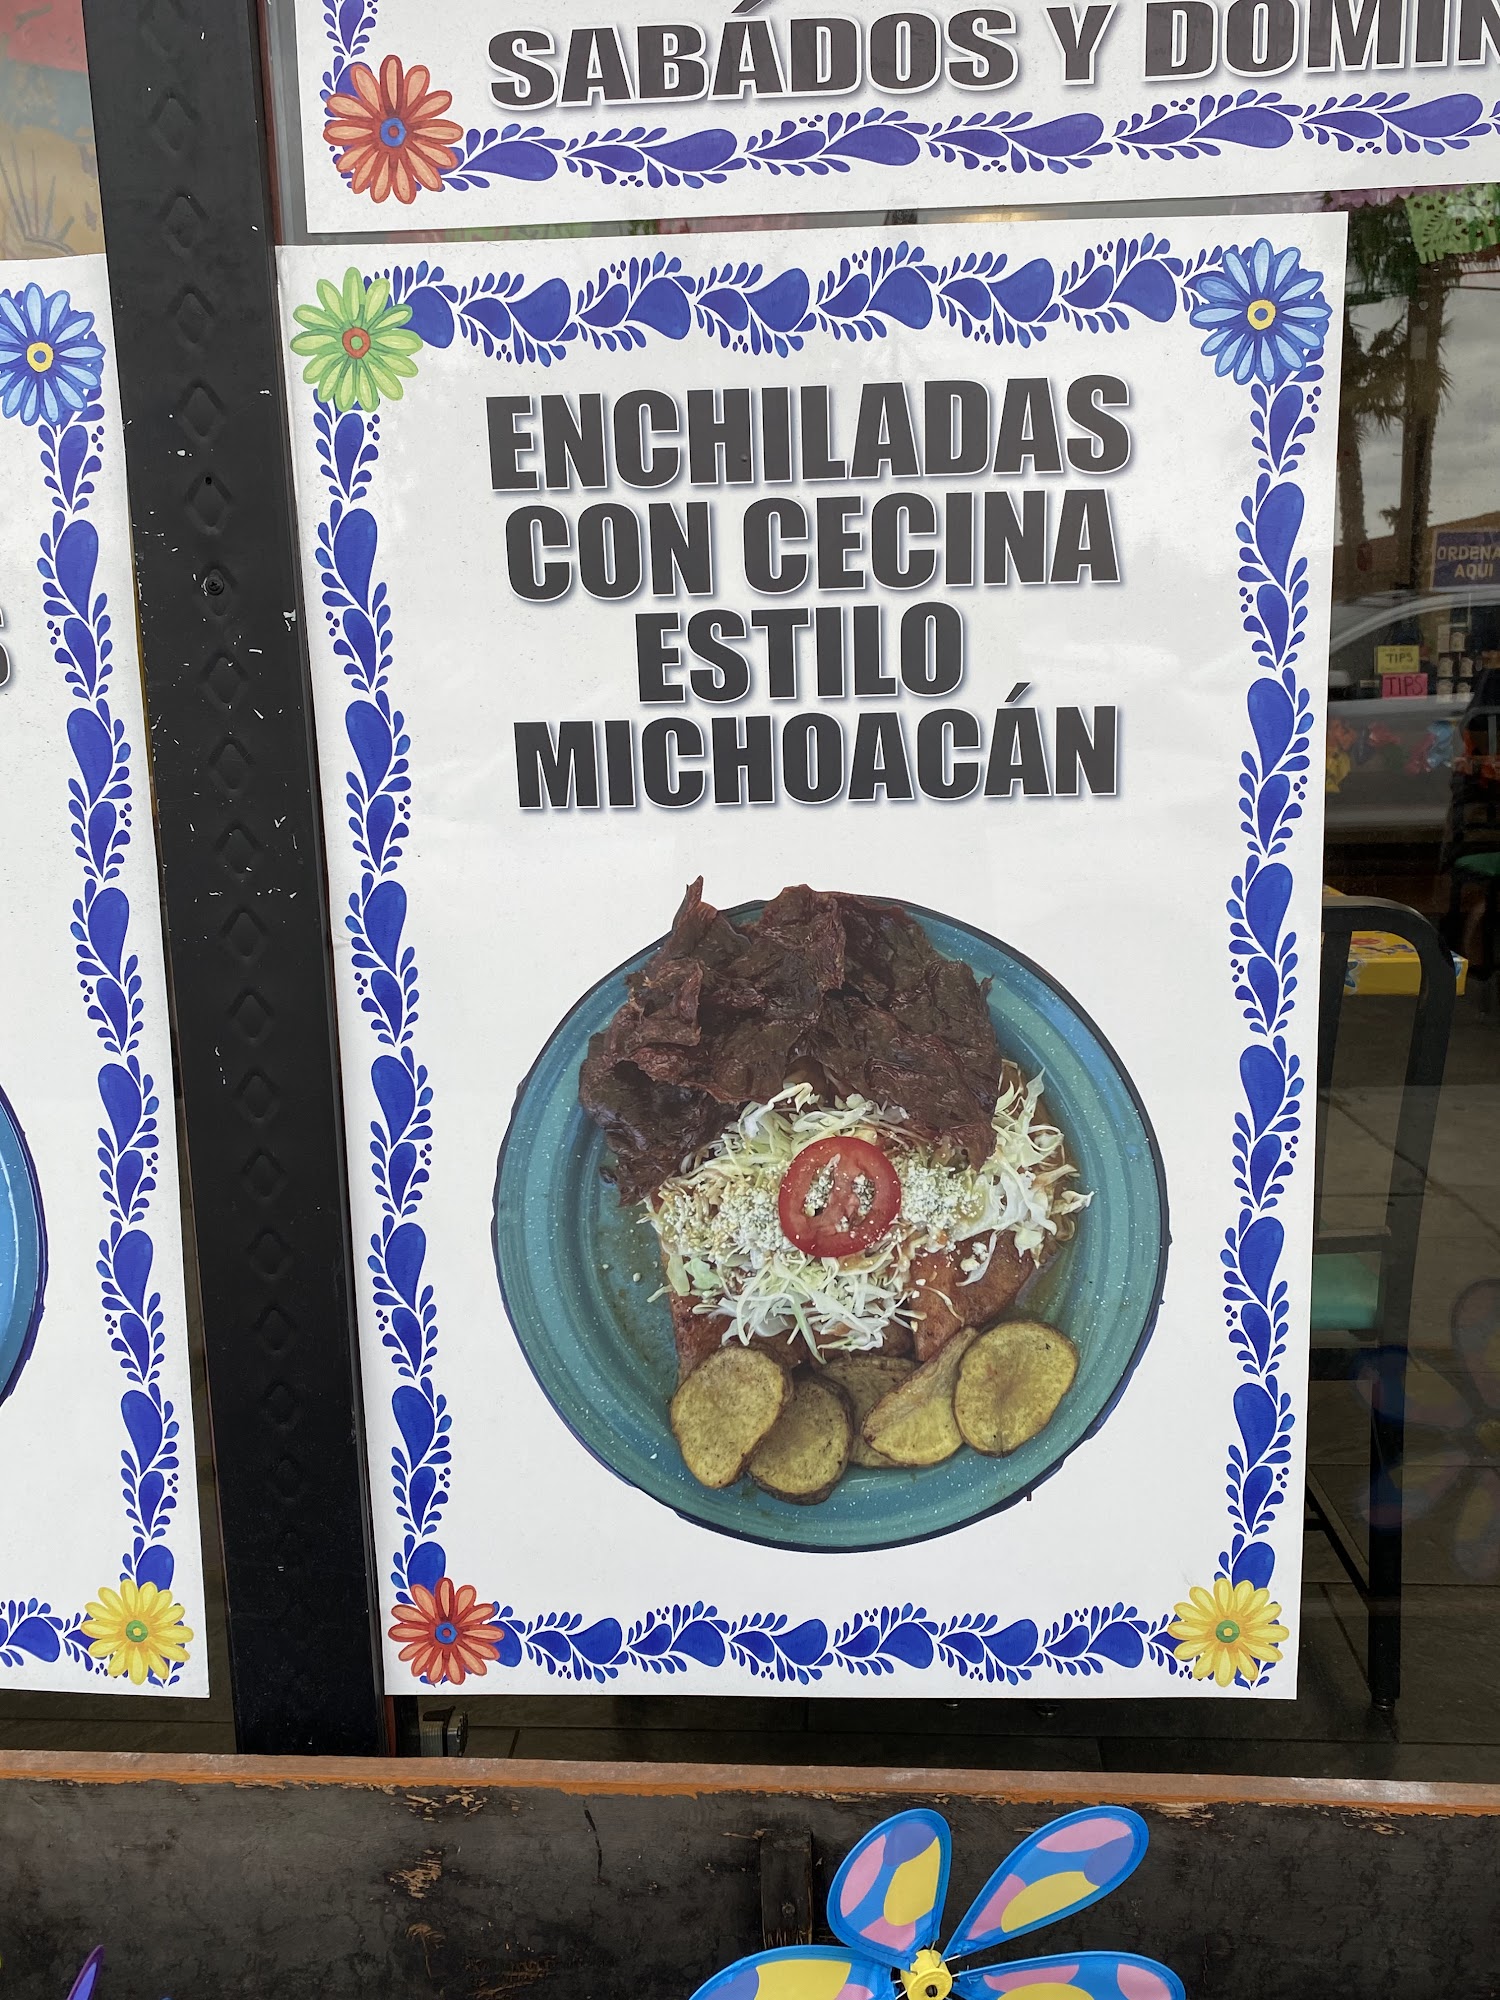 SABÁDOS Y DOMIN
ENCHILADAS
CON CECINA
ESTILO
MICHOACÁN
ORDENA
AQUI
TIPS
TIPS
S